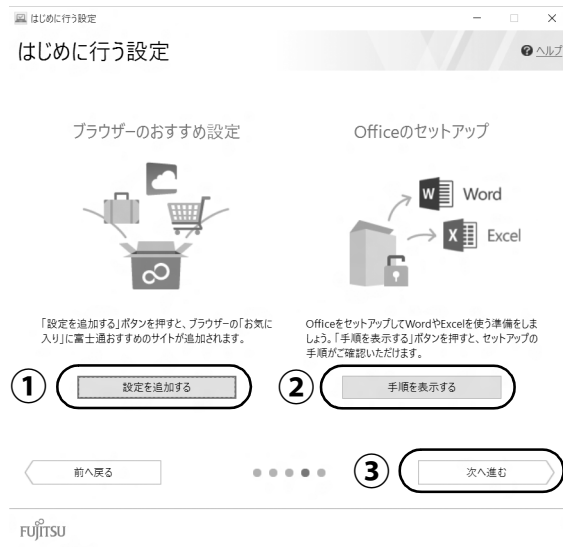 はじめに行う設定
はじめに行う設定
? ヘルプ
ブラウザーのおすすめ設定
Officeのセットアップ
W Word
X Excel
「設定を追加する」ボタンを押すと、ブラウザーの「お気に
入り」に富士通おすすめのサイトが追加されます。
OfficeをセットアップしてWordやExcelを使う準備をしま
しょう。「手順を表示する」ボタンを押すと、セットアップの
手順がご確認いただけます。
① 設定を追加する
② 手順を表示する
前へ戻る
③ 次へ進む
FUJITSU